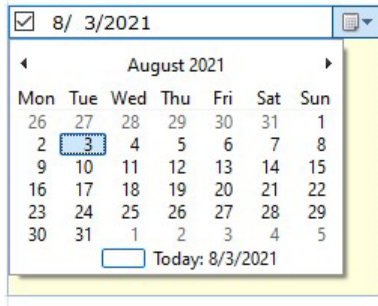 8/ 3/2021
August 2021
Mon Tue Wed Thu Fri Sat Sun
26 27 28 29 30 31 1
2 3 4 5 6 7 8
9 10 11 12 13 14 15
16 17 18 19 20 21 22
23 24 25 26 27 28 29
30 31 1 2 3 4 5
Today: 8/3/2021